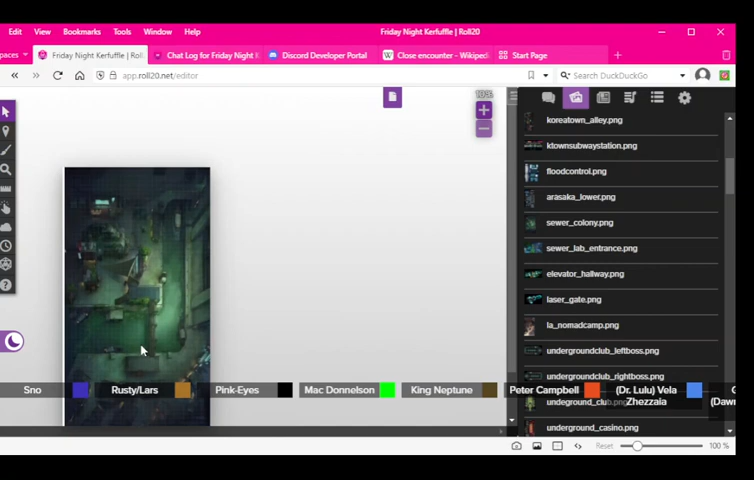 Edit View Bookmarks Tools Window Help Friday Night Kerfuffle | Roll20
paces Friday Night Kerfuffle | Roll Chat Log for Friday Night K Discord Developer Portal Close encounter - Wikiped Start Page
app.roll20.net/editor Search DuckDuckGo
koreatown_alley.png
ktownsubwaystation.png
floodcontrol.png
arasaka_lower.png
sewer_colony.png
sewer_lab_entrance.png
elevator_hallway.png
laser_gate.png
la_nomadcamp.png
undergroundclub_leftboss.png
undergroundclub_rightboss.png
Sno Rusty/Lars Pink-Eyes Mac Donnelson King Neptune Peter Campbell (Dr. Lulu) Vela
Zhezzaia (Daw
underground_casino.png
Reset 100 %